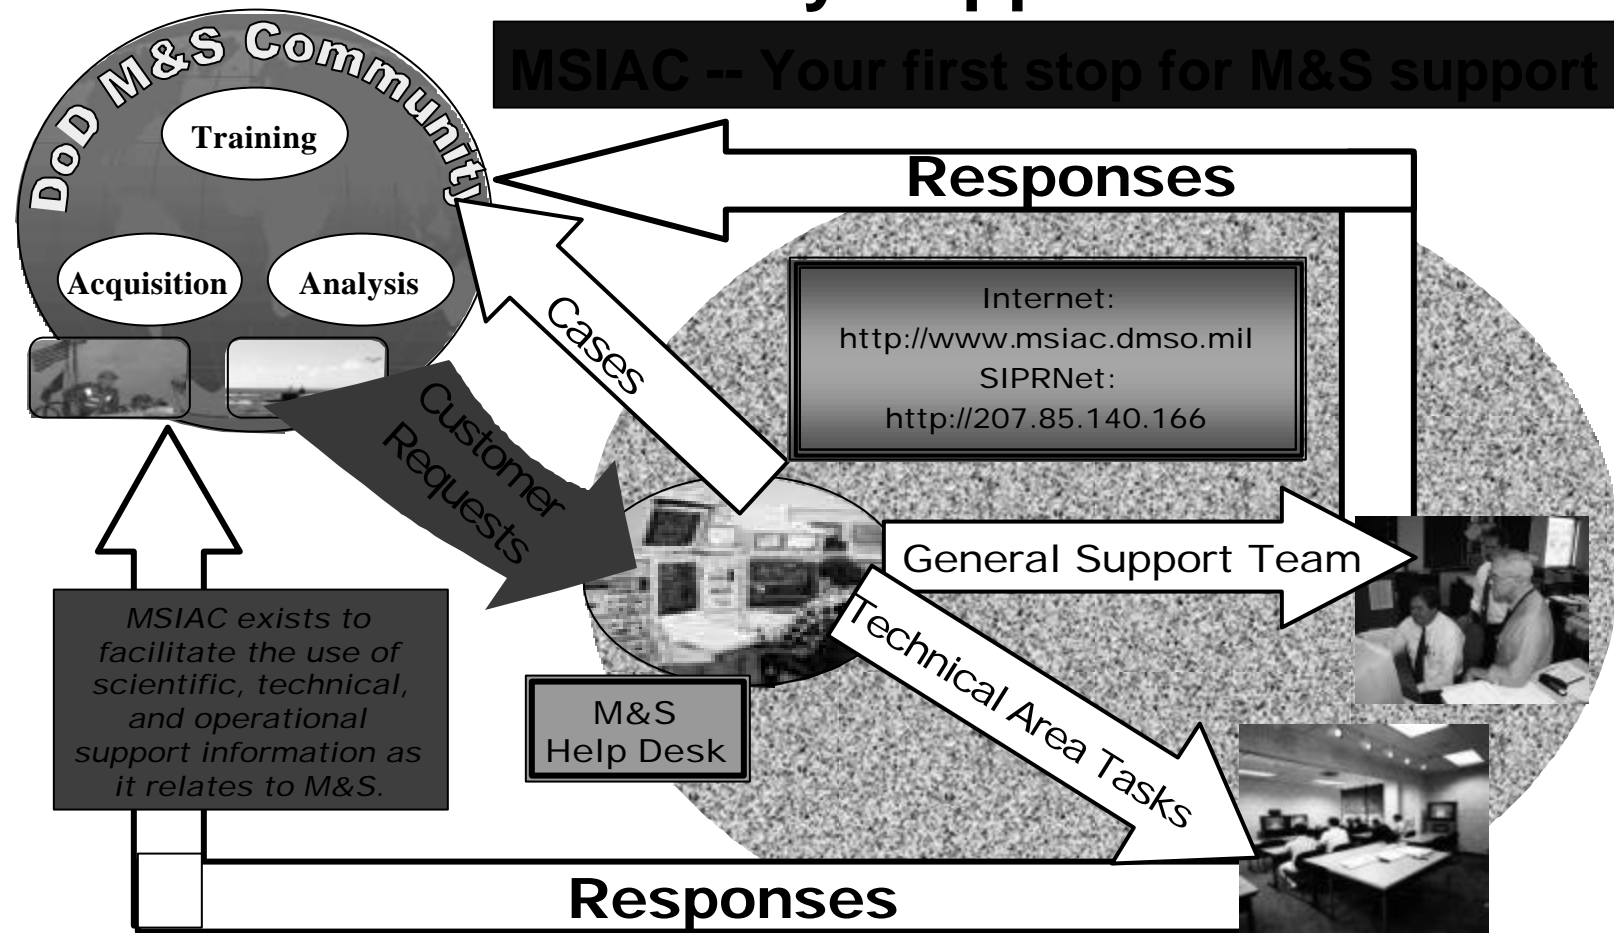 MSIAC -- Your first stop for M&S support
DoD M&S Community
Training
Acquisition
Analysis
Responses
Internet:
http://www.msiac.dmso.mil
SIPRNet:
http://207.85.140.166
Cases
Customer
Requests
General Support Team
Technical Area Tasks
MSIAC exists to
facilitate the use of
scientific, technical,
and operational
support information as
it relates to M&S.
M&S
Help Desk
Responses